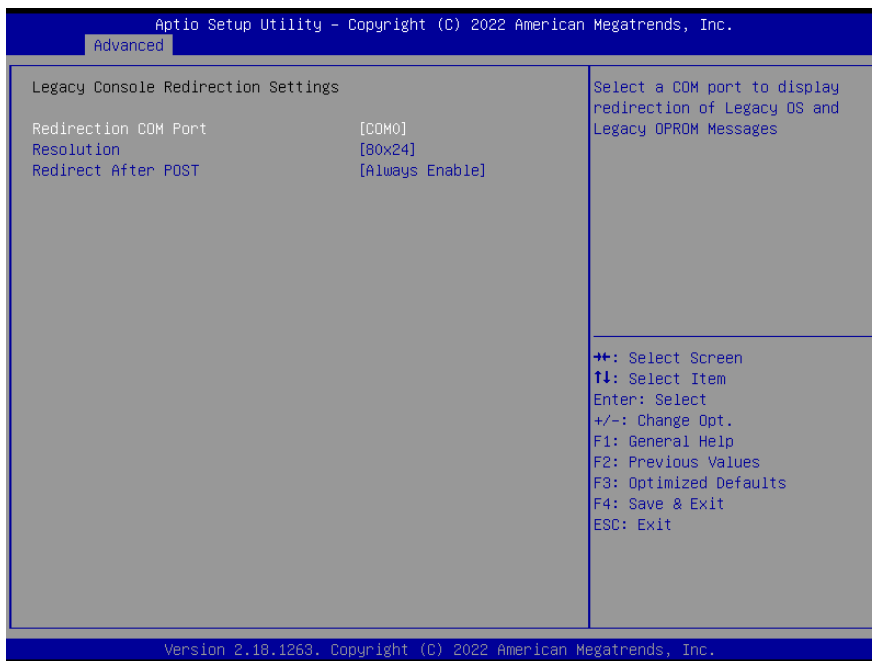 Aptio Setup Utility – Copyright (C) 2022 American Megatrends, Inc.
Advanced
Legacy Console Redirection Settings
Redirection COM Port [COM0]
Resolution [80x24]
Redirect After POST [Always Enable]
Select a COM port to display
redirection of Legacy OS and
Legacy OPROM Messages
→←: Select Screen
↑↓: Select Item
Enter: Select
+/-: Change Opt.
F1: General Help
F2: Previous Values
F3: Optimized Defaults
F4: Save & Exit
ESC: Exit
Version 2.18.1263. Copyright (C) 2022 American Megatrends, Inc.